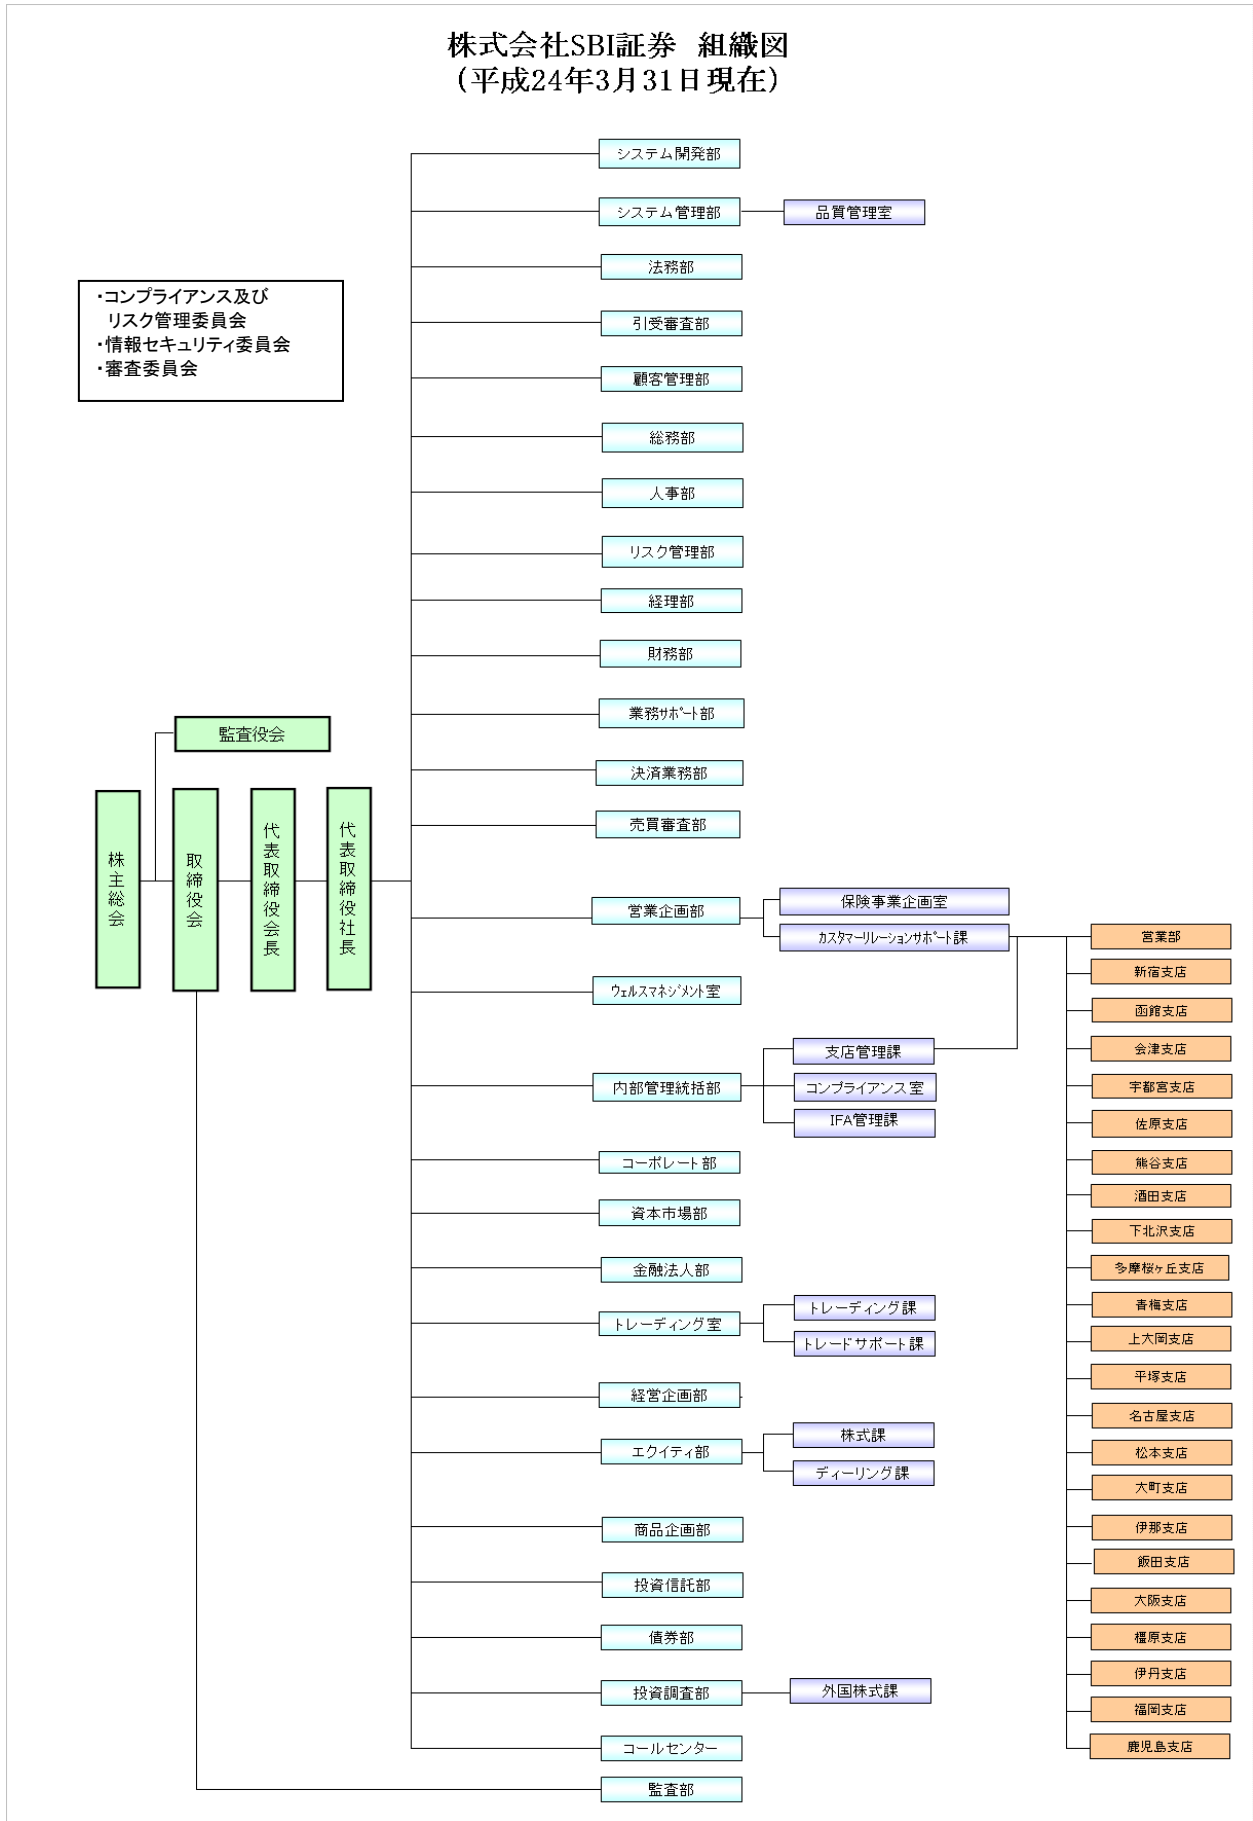 株式会社SBI証券 組織図
（平成24年3月31日現在）
・コンプライアンス及び
リスク管理委員会
・情報セキュリティ委員会
・審査委員会
株主総会
監査役会
取締役会
代表取締役会長
代表取締役社長
システム開発部
システム管理部
品質管理室
法務部
引受審査部
顧客管理部
総務部
人事部
リスク管理部
経理部
財務部
業務ｻﾎﾟｰﾄ部
決済業務部
売買審査部
営業企画部
保険事業企画室
ｶｽﾀﾏｰﾘﾚｰｼｮﾝｻﾎﾟｰﾄ課
ｳｪﾙｽﾏﾈｼﾞﾒﾝﾄ室
内部管理統括部
支店管理課
コンプライアンス室
IFA管理課
コーポレート部
資本市場部
金融法人部
トレーディング室
トレーディング課
トレードサポート課
経営企画部
エクイティ部
株式課
ディーリング課
商品企画部
投資信託部
債券部
投資調査部
外国株式課
コールセンター
監査部
営業部
新宿支店
函館支店
会津支店
宇都宮支店
佐原支店
熊谷支店
酒田支店
下北沢支店
多摩桜ヶ丘支店
青梅支店
上大岡支店
平塚支店
名古屋支店
松本支店
大町支店
伊那支店
飯田支店
大阪支店
橿原支店
伊丹支店
福岡支店
鹿児島支店